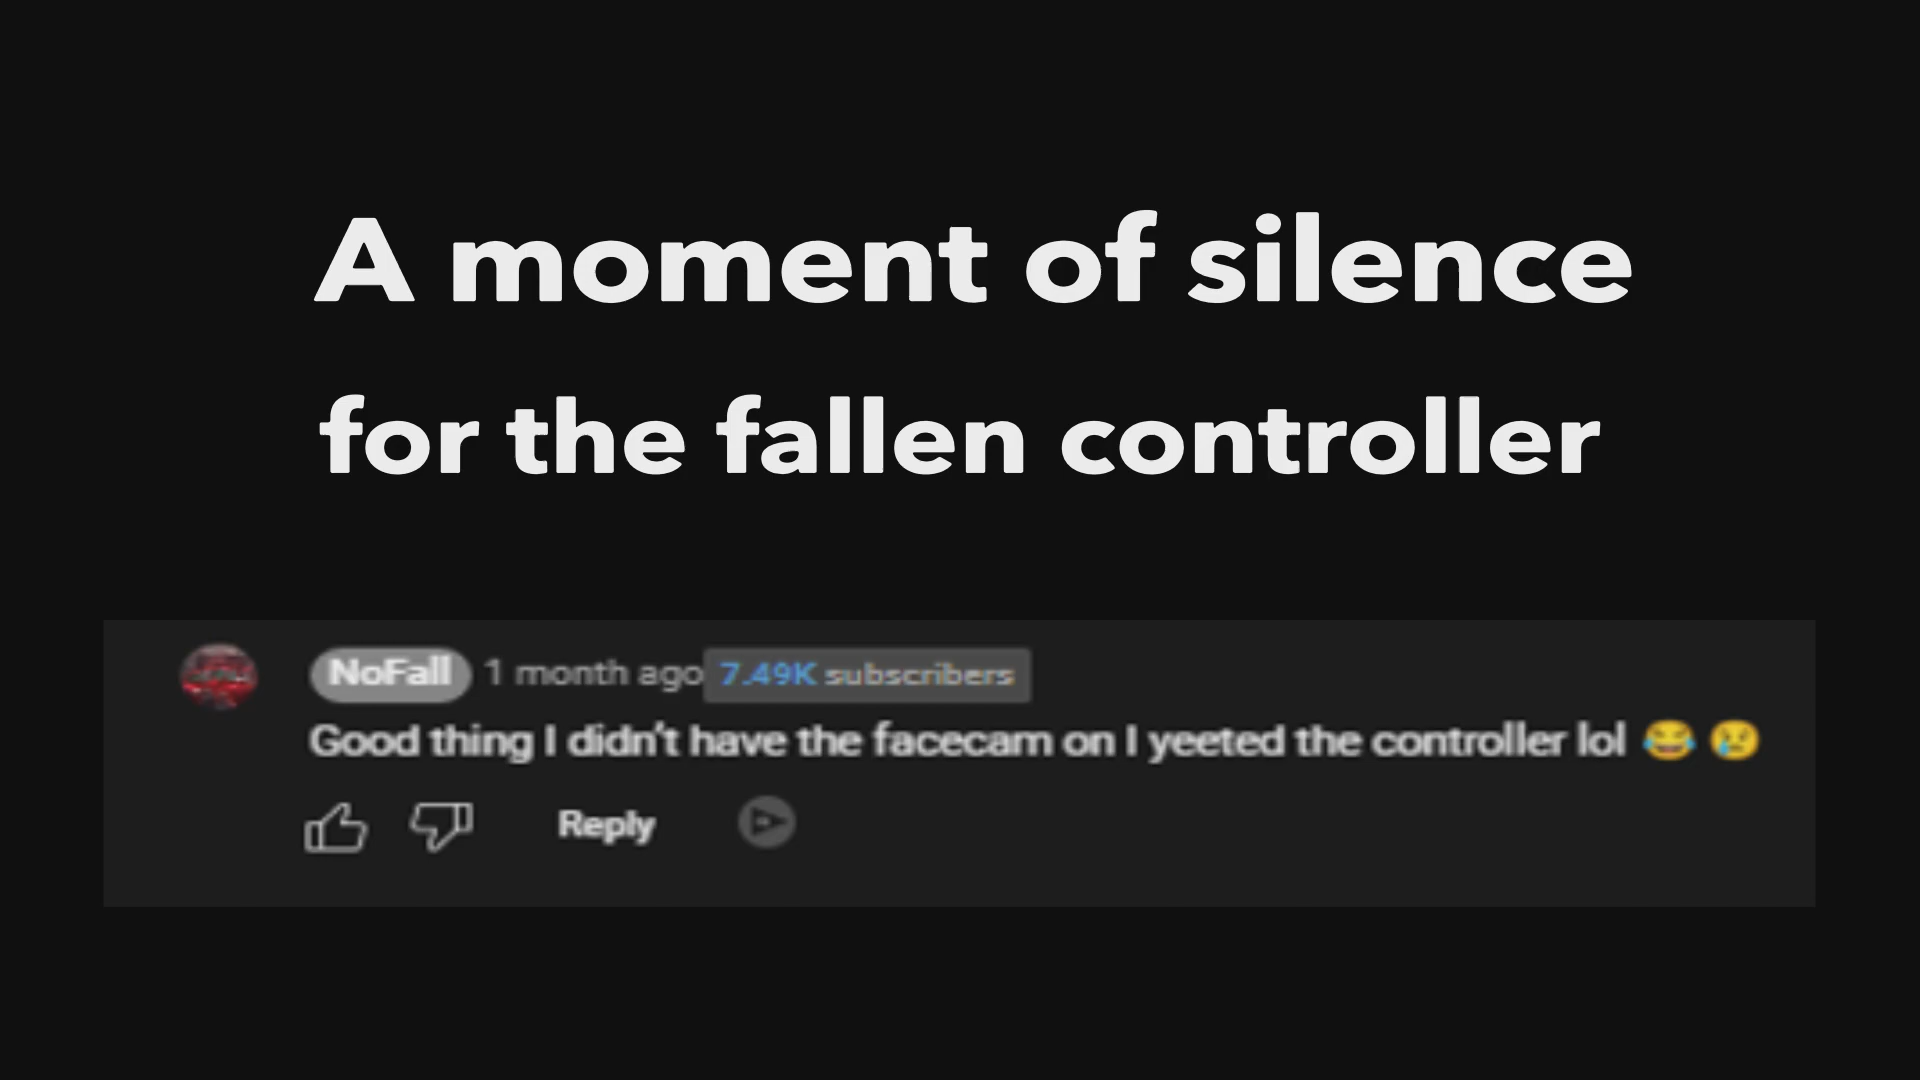 A moment of silence
for the fallen controller
NoFall 1 month ago 7.49K subscribers
Good thing I didn't have the facecam on I yeeted the controller lol 😂 😢
Reply